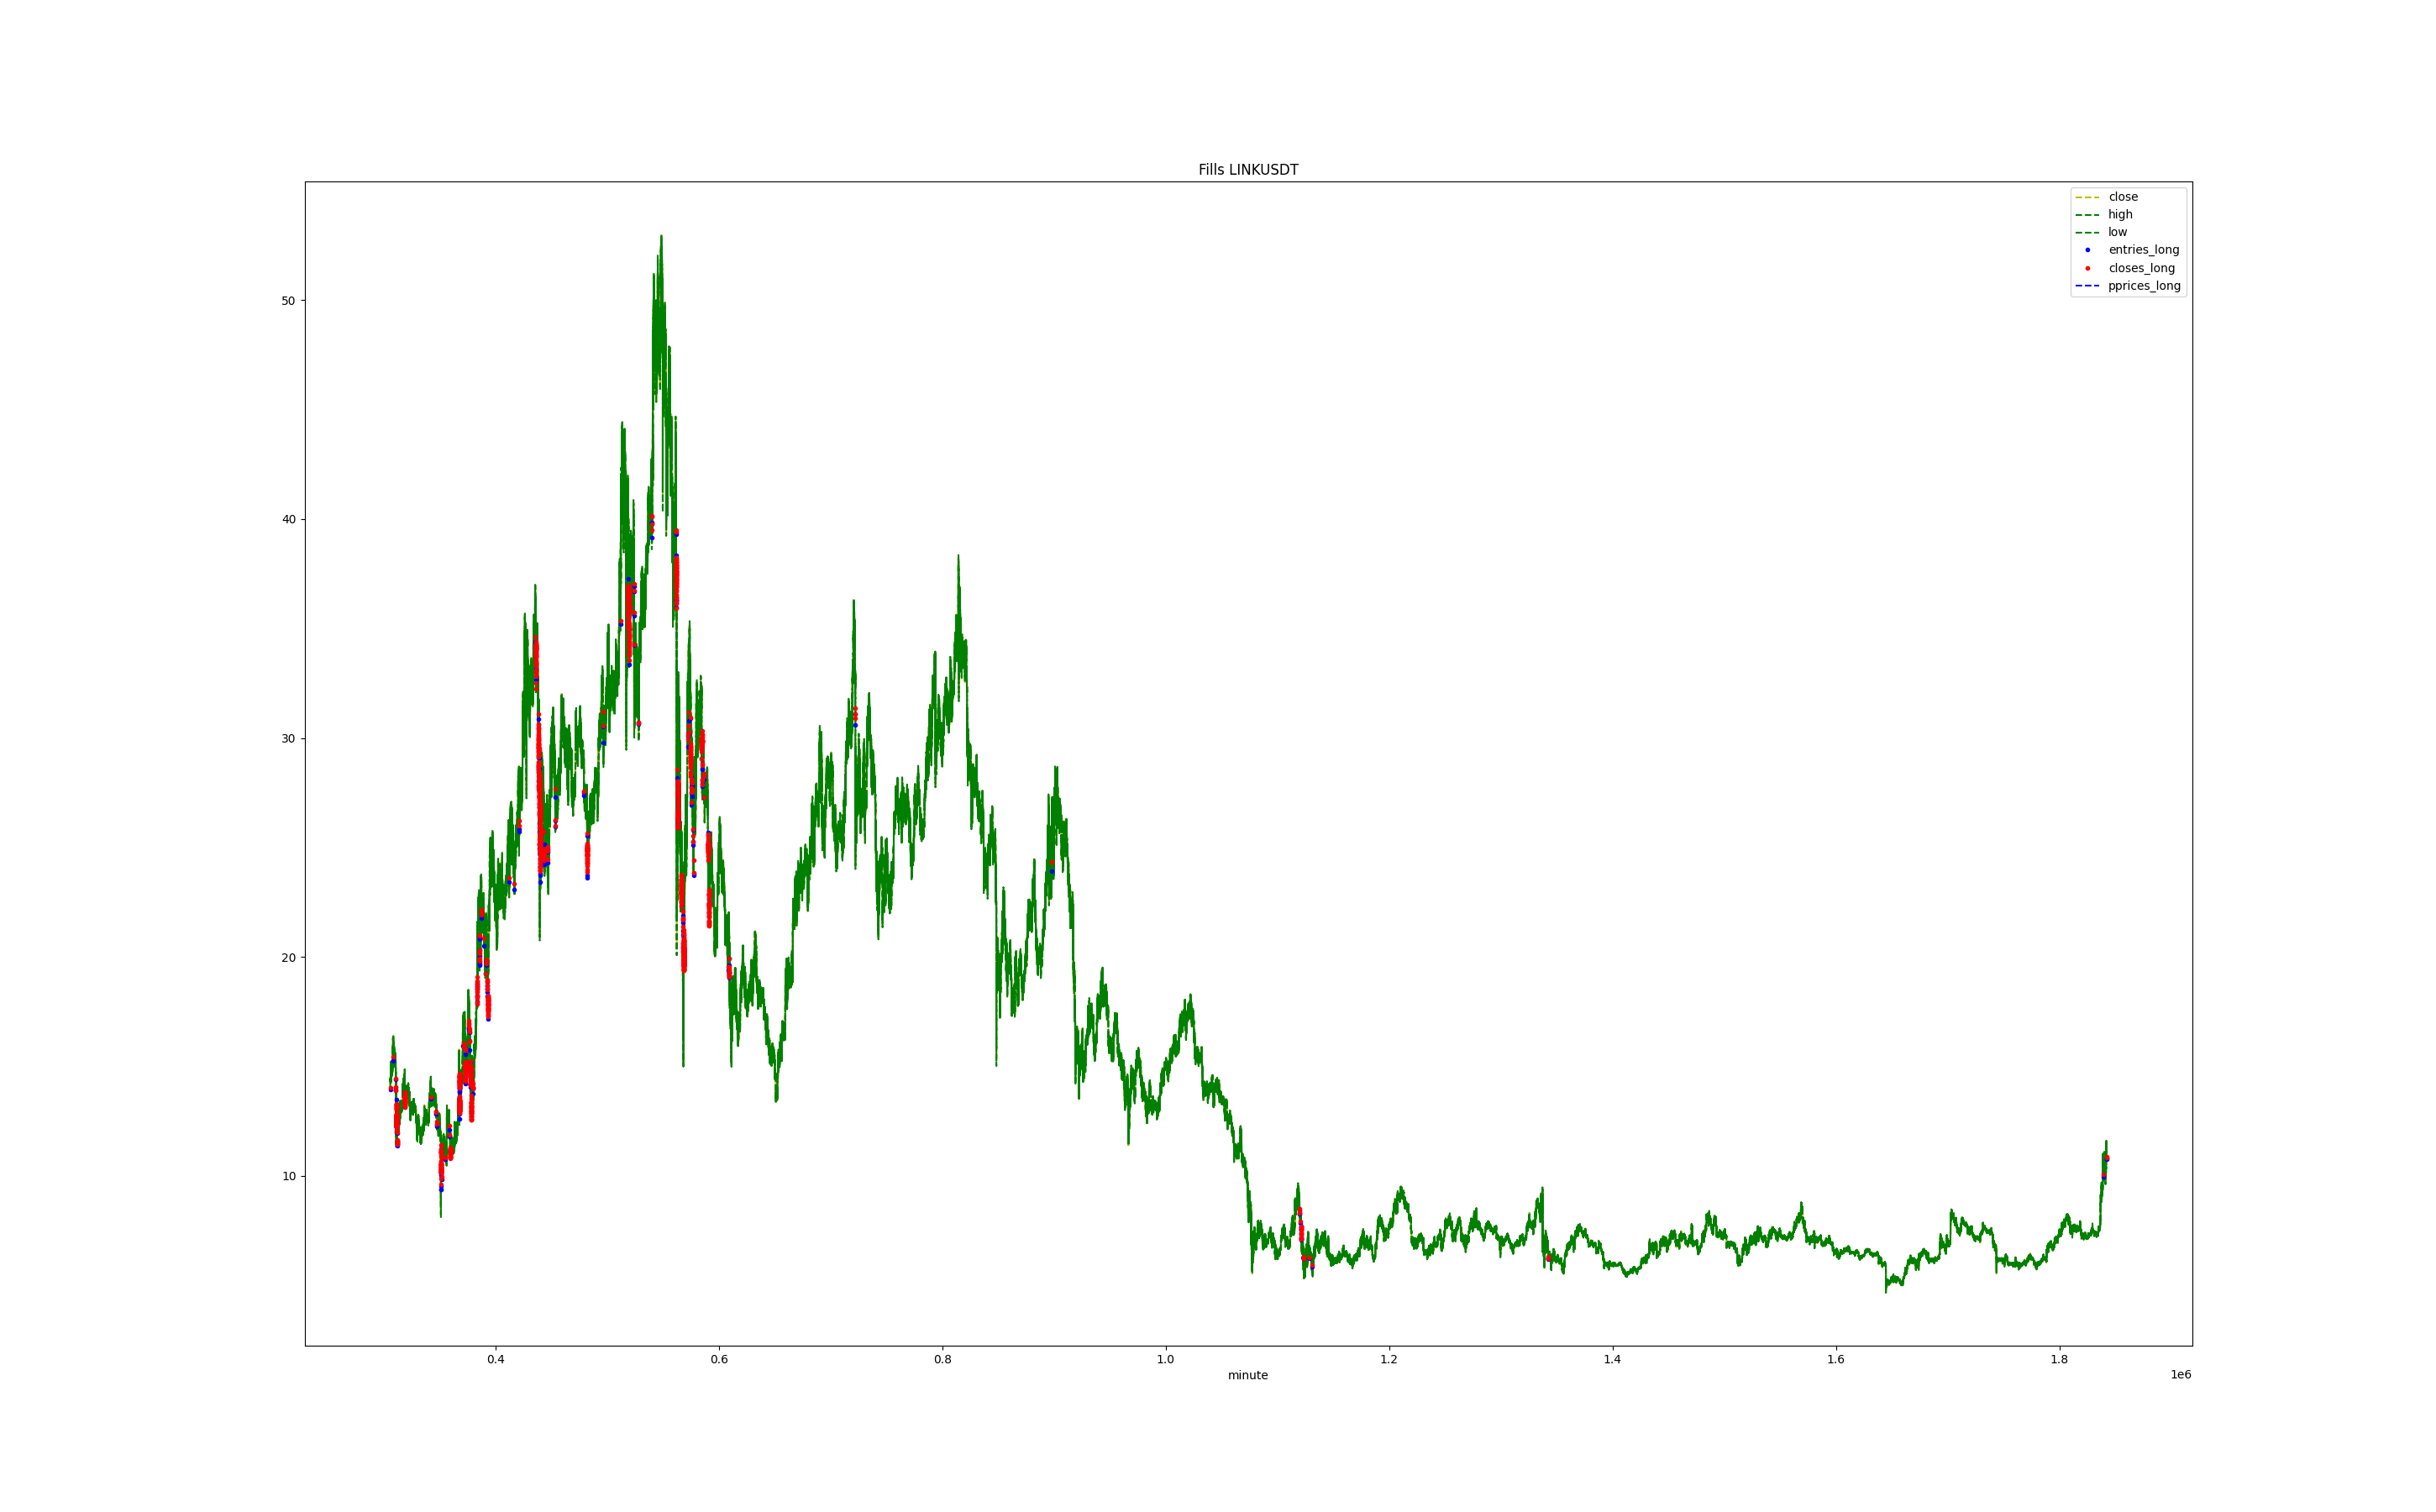 Fills LINKUSDT
close
high
low
entries_long
closes_long
pprices_long
50
40
30
20
10
0.4 0.6 0.8 1.0 1.2 1.4 1.6 1.8
minute 1e6